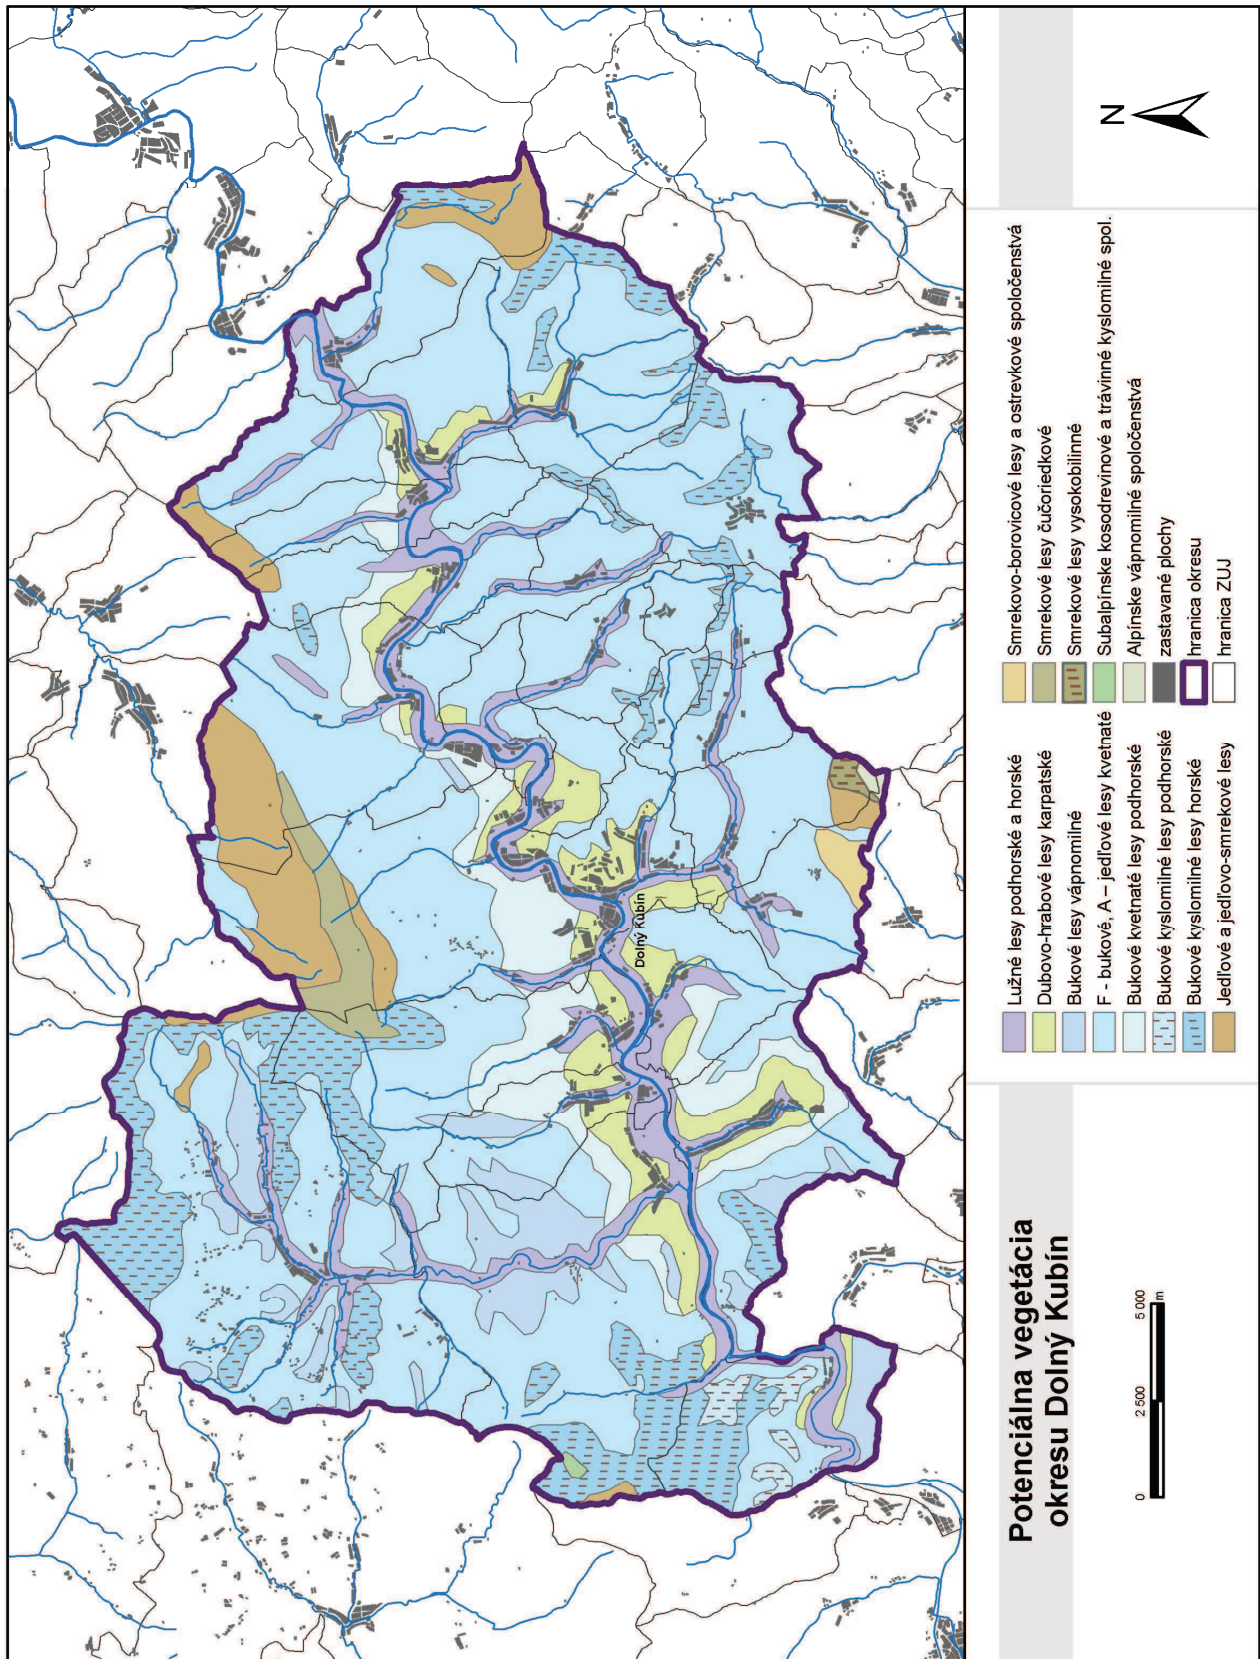 Dolný Kubín
Potenciálna vegetácia
okresu Dolný Kubín
0
2 500
5 000
m
Lužné lesy podhorské a horské
Dubovo-hrabové lesy karpatské
Bukové lesy vápnomilné
F - bukové, A – jedľové lesy kvetnaté
Bukové kvetnaté lesy podhorské
Bukové kyslomilné lesy podhorské
Bukové kyslomilné lesy horské
Jedľové a jedľovo-smrekové lesy
Smrekovo-borovicové lesy a ostrevkové spoločenstvá
Smrekové lesy čučoriedkové
Smrekové lesy vysokobilinné
Subalpínske kosodrevinové a trávinné kyslomilné spol.
Alpínske vápnomilné spoločenstvá
zastavané plochy
hranica okresu
hranica ZUJ
N